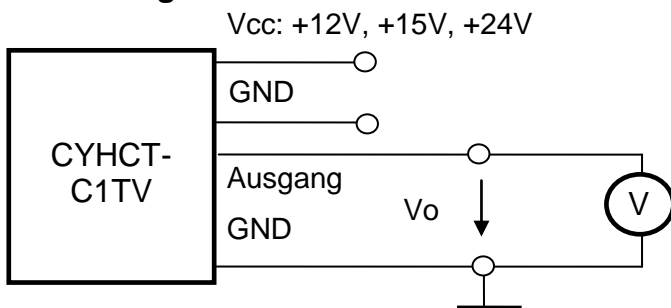 Vcc: +12V, +15V, +24V
GND
CYHCT-
C1TV
Ausgang
Vo
V
GND